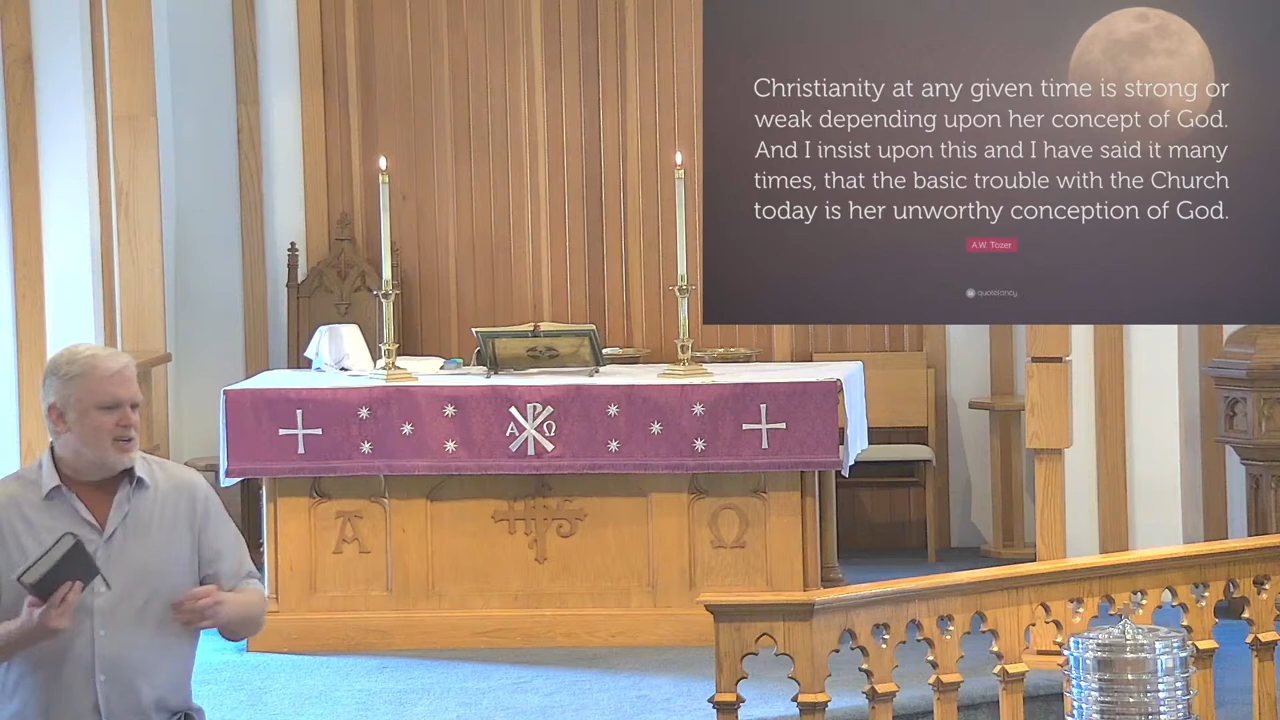 Christianity at any given time is strong or
weak depending upon her concept of God.
And I insist upon this and I have said it many
times, that the basic trouble with the Church
today is her unworthy conception of God.
A.W. Tozer
quotefancy
Α Ω
Α Ω